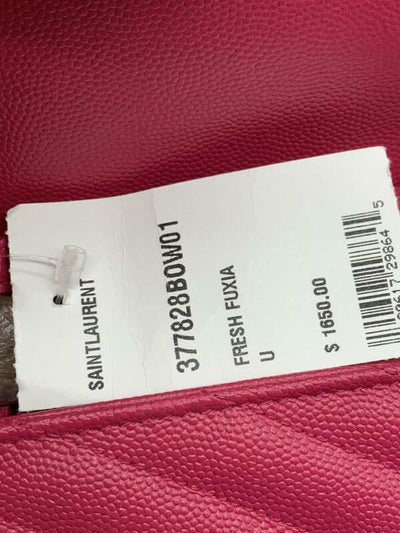 SAINTLAURENT
377828BOW01
FRESH FUXIA
U
$ 1650.00